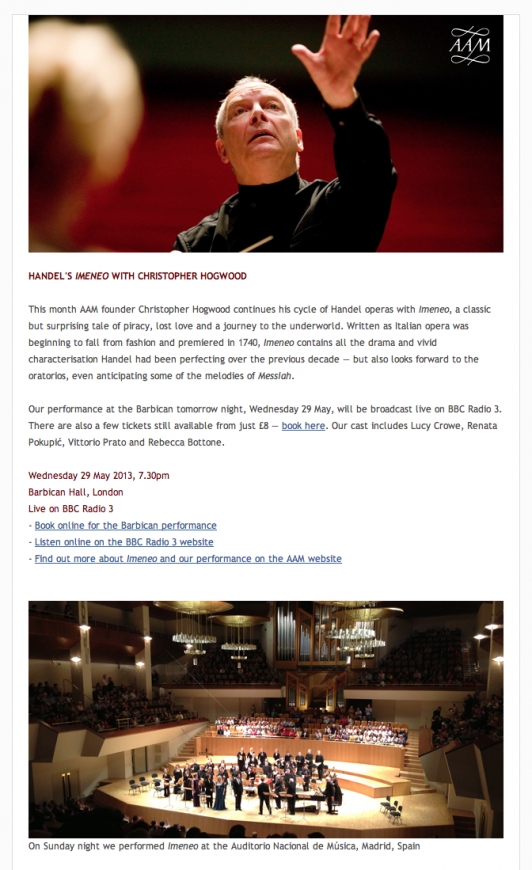 AAM
HANDEL'S IMENEO WITH CHRISTOPHER HOGWOOD
This month AAM founder Christopher Hogwood continues his cycle of Handel operas with Imeneo, a classic
but surprising tale of piracy, lost love and a journey to the underworld. Written as Italian opera was
beginning to fall from fashion and premiered in 1740, Imeneo contains all the drama and vivid
characterisation Handel had been perfecting over the previous decade — but also looks forward to the
oratorios, even anticipating some of the melodies of Messiah.
Our performance at the Barbican tomorrow night, Wednesday 29 May, will be broadcast live on BBC Radio 3.
There are also a few tickets still available from just £8 — book here. Our cast includes Lucy Crowe, Renata
Pokupić, Vittorio Prato and Rebecca Bottone.
Wednesday 29 May 2013, 7.30pm
Barbican Hall, London
Live on BBC Radio 3
- Book online for the Barbican performance
- Listen online on the BBC Radio 3 website
- Find out more about Imeneo and our performance on the AAM website
On Sunday night we performed Imeneo at the Auditorio Nacional de Música, Madrid, Spain